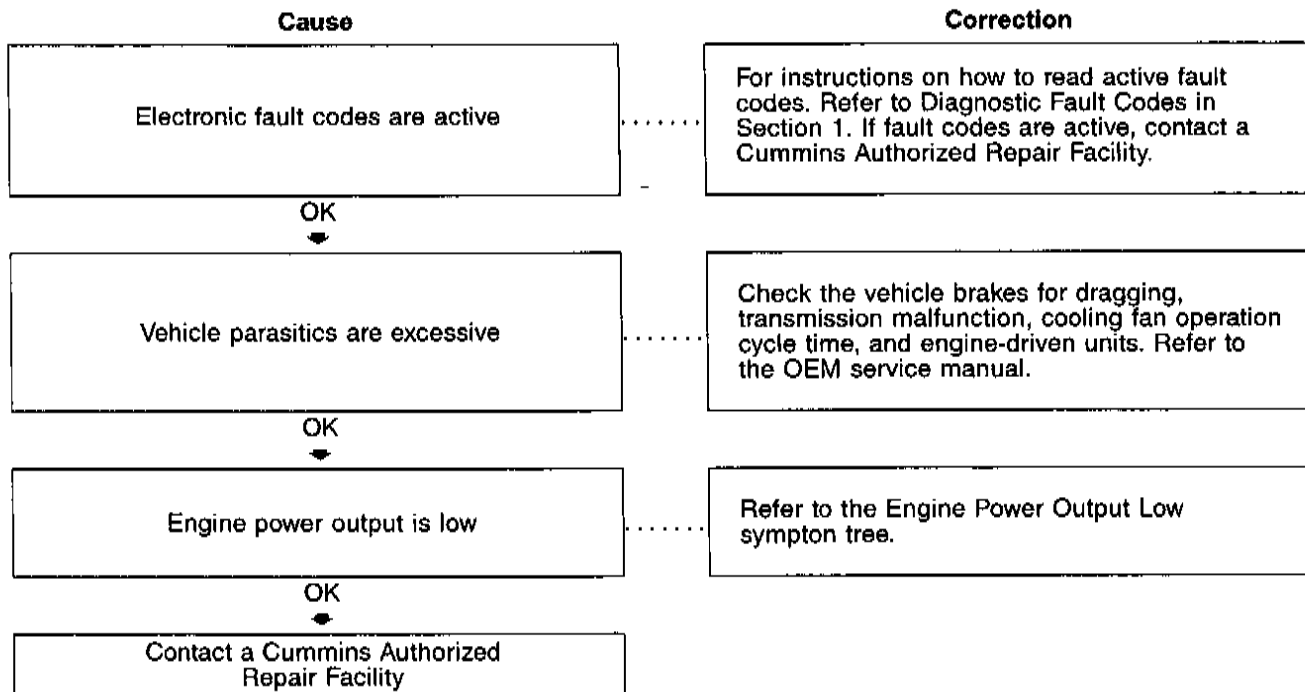 Cause
Correction
Electronic fault codes are active
For instructions on how to read active fault
codes. Refer to Diagnostic Fault Codes in
Section 1. If fault codes are active, contact a
Cummins Authorized Repair Facility.
OK
Vehicle parasitics are excessive
Check the vehicle brakes for dragging,
transmission malfunction, cooling fan operation
cycle time, and engine-driven units. Refer to
the OEM service manual.
OK
Engine power output is low
Refer to the Engine Power Output Low
sympton tree.
OK
Contact a Cummins Authorized
Repair Facility